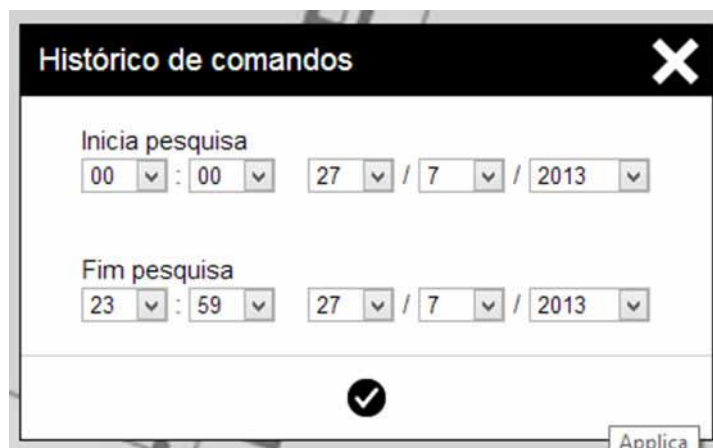 Histórico de comandos
Inicia pesquisa
00 : 00 27 / 7 / 2013
Fim pesquisa
23 : 59 27 / 7 / 2013
Applica